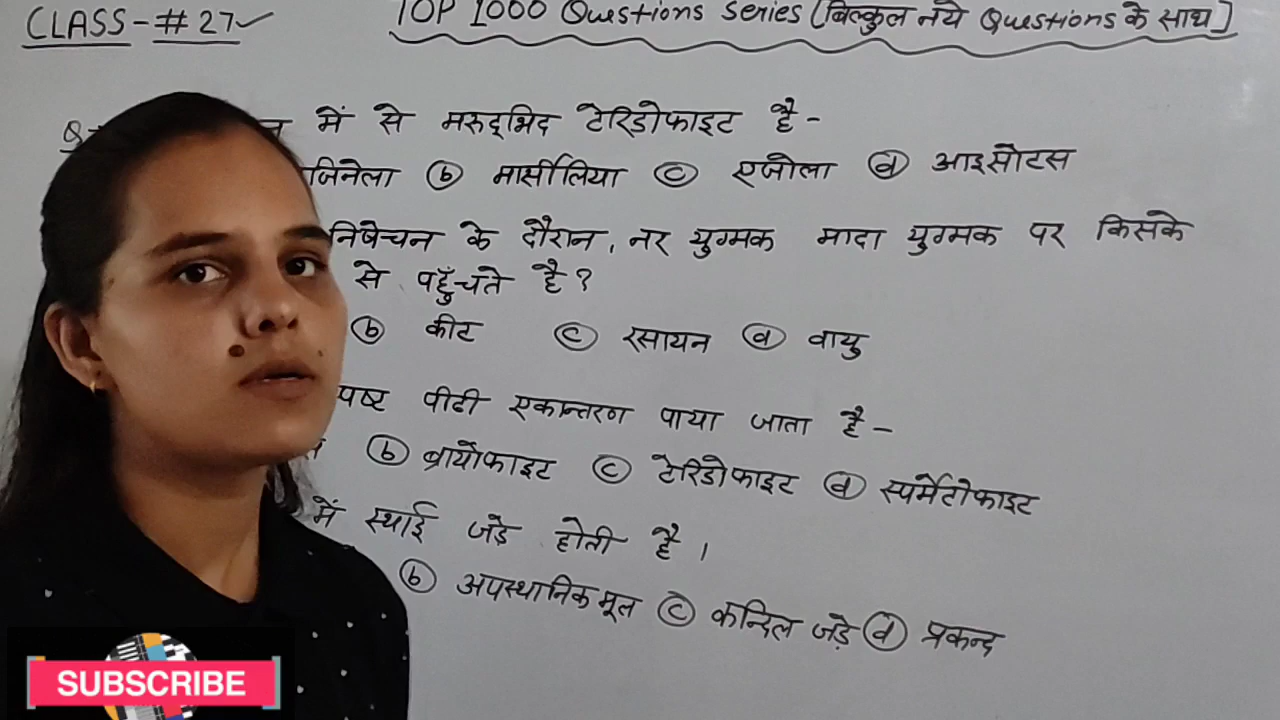 CLASS - # 27
TOP 1000 Questions Series [बिल्कुल नये Questions के साथ]
में से मरुद्भिद टेरिडोफाइट है -
जिनेला (b) मार्सीलिया (c) एजोला (d) आइसोटस
निषेचन के दौरान, नर युग्मक मादा युग्मक पर किसके
से पहुँचते है ?
(b) कीट (c) रसायन (d) वायु
पीढी एकान्तरण पाया जाता है -
(b) ब्रायोफाइट (c) टेरिडोफाइट (d) स्पर्मेटोफाइट
में स्थाई जड़े होती है ।
(b) अपस्थानिक मूल (c) कन्दिल जड़े (d) प्रकन्द
SUBSCRIBE